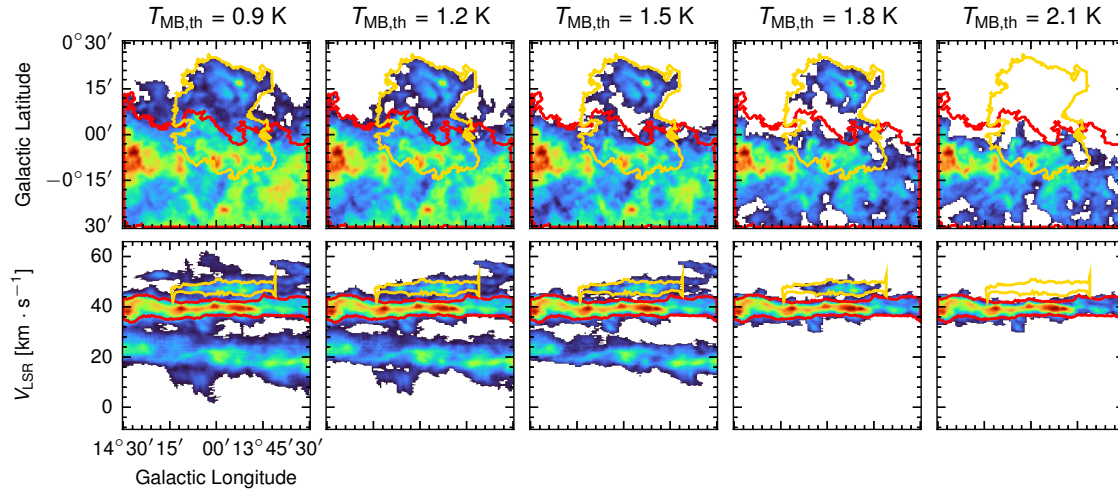 T_MB,th = 0.9 K T_MB,th = 1.2 K T_MB,th = 1.5 K T_MB,th = 1.8 K T_MB,th = 2.1 K
0°30′
15′
00′
−0°15′
30′
Galactic Latitude
60
40
20
0
V_LSR [km · s⁻¹]
14°30′ 15′ 00′ 13°45′ 30′
Galactic Longitude